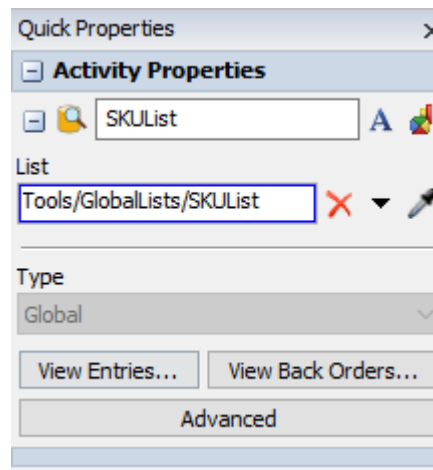 Quick Properties
Activity Properties
SKUList
A
List
Tools/GlobalLists/SKUList
Type
Global
View Entries... View Back Orders...
Advanced